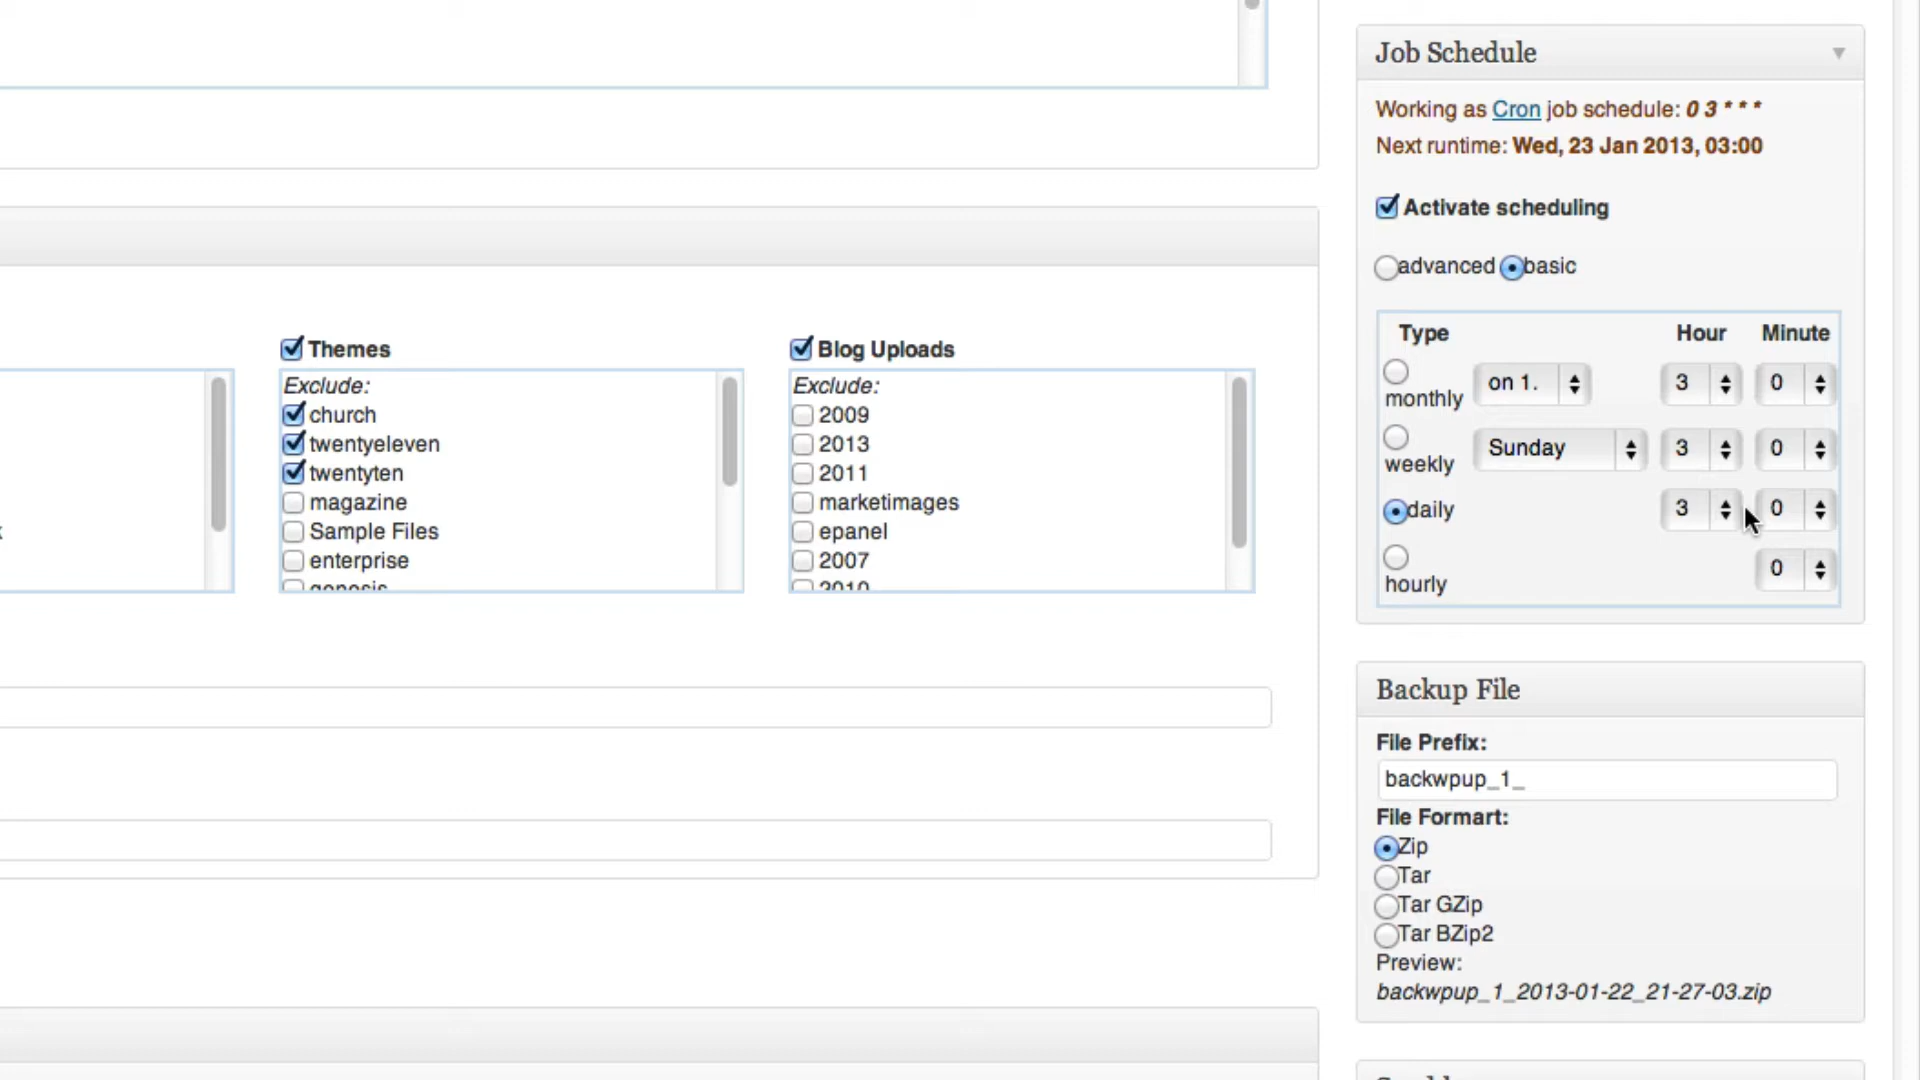 Themes
Exclude:
church
twentyeleven
twentyten
magazine
Sample Files
enterprise
genesis
Blog Uploads
Exclude:
2009
2013
2011
marketimages
epanel
2007
2010
Job Schedule
Working as Cron job schedule: 0 3 * * *
Next runtime: Wed, 23 Jan 2013, 03:00
Activate scheduling
advanced basic
Type Hour Minute
monthly on 1. 3 0
weekly Sunday 3 0
daily 3 0
hourly 0
Backup File
File Prefix:
backwpup_1_
File Formart:
Zip
Tar
Tar GZip
Tar BZip2
Preview:
backwpup_1_2013-01-22_21-27-03.zip